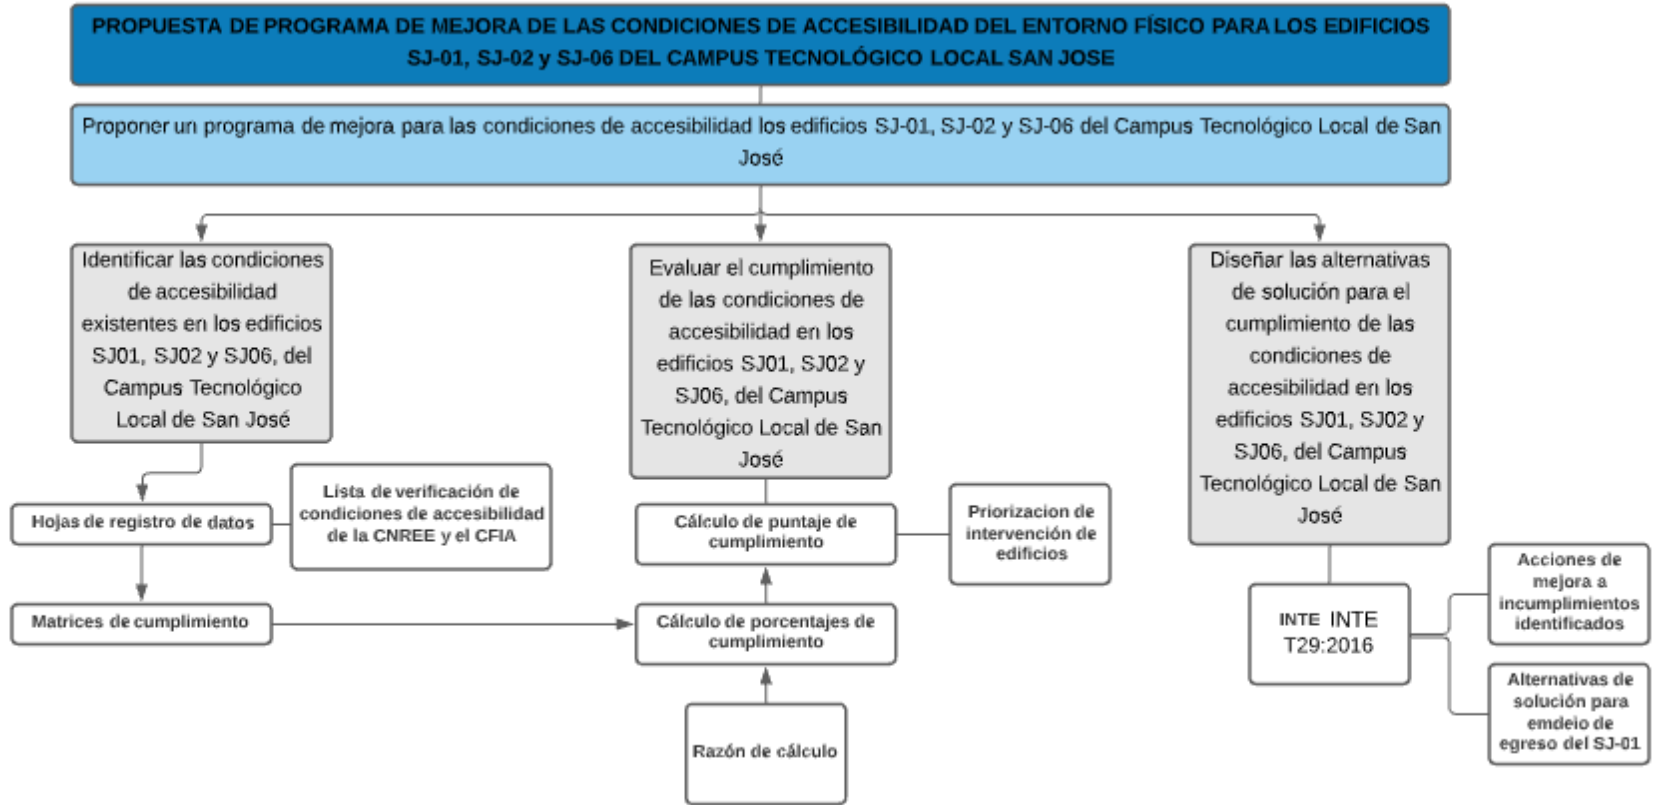 PROPUESTA DE PROGRAMA DE MEJORA DE LAS CONDICIONES DE ACCESIBILIDAD DEL ENTORNO FÍSICO PARA LOS EDIFICIOS
SJ-01, SJ-02 y SJ-06 DEL CAMPUS TECNOLÓGICO LOCAL SAN JOSE
Proponer un programa de mejora para las condiciones de accesibilidad los edificios SJ-01, SJ-02 y SJ-06 del Campus Tecnológico Local de San
José
Identificar las condiciones
de accesibilidad
existentes en los edificios
SJ01, SJ02 y SJ06, del
Campus Tecnológico
Local de San José
Hojas de registro de datos
Lista de verificación de
condiciones de accesibilidad
de la CNREE y el CFIA
Matrices de cumplimiento
Evaluar el cumplimiento
de las condiciones de
accesibilidad en los
edificios SJ01, SJ02 y
SJ06, del Campus
Tecnológico Local de San
José
Cálculo de puntaje de
cumplimiento
Priorizacion de
intervención de
edificios
Cálculo de porcentajes de
cumplimiento
Razón de cálculo
Diseñar las alternativas
de solución para el
cumplimiento de las
condiciones de
accesibilidad en los
edificios SJ01, SJ02 y
SJ06, del Campus
Tecnológico Local de San
José
INTE INTE
T29:2016
Acciones de
mejora a
incumplimientos
identificados
Alternativas de
solución para
emdeio de
egreso del SJ-01